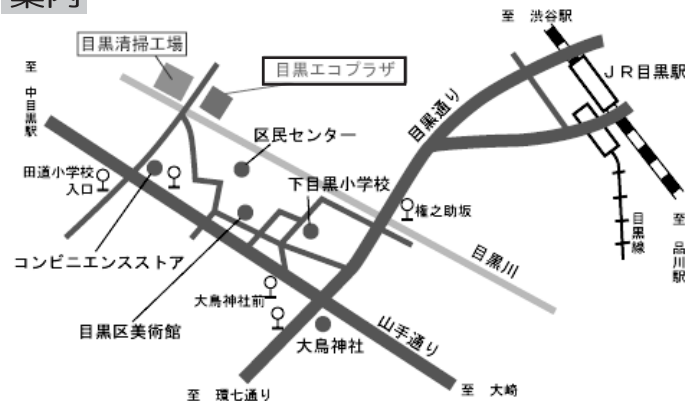 案内
至 渋谷駅
目黒清掃工場
目黒エコプラザ
JR目黒駅
至 中目黒駅
目黒通り
区民センター
田道小学校
入口
下目黒小学校
権之助坂
目黒線
至 品川駅
目黒川
コンビニエンスストア
大鳥神社前
目黒区美術館
山手通り
大鳥神社
至 環七通り
至 大崎